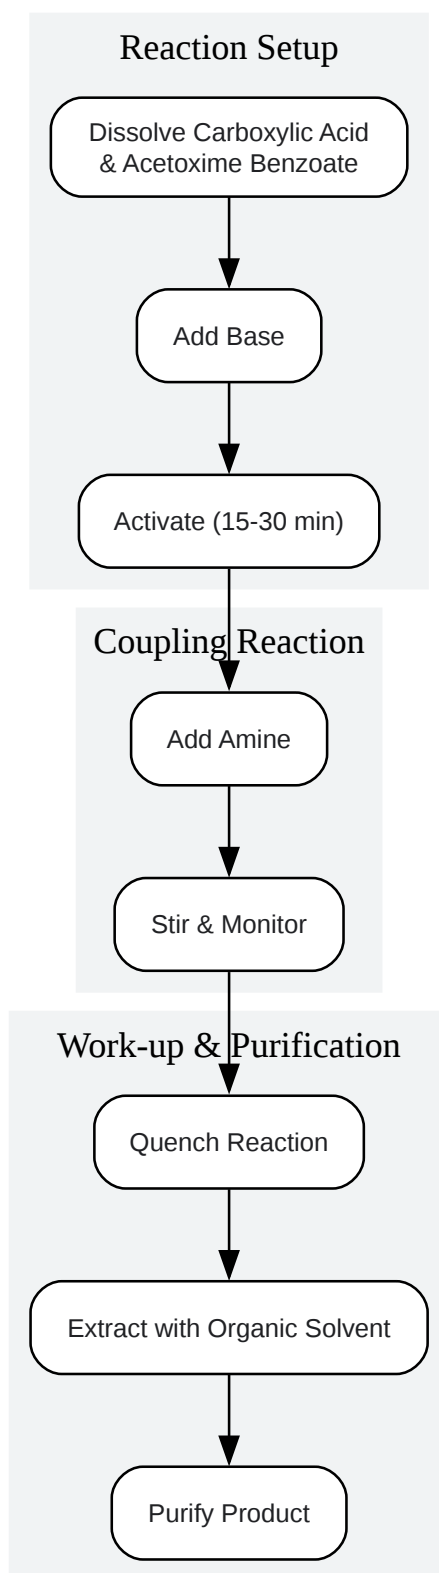 Reaction Setup
Dissolve Carboxylic Acid
& Acetoxime Benzoate
Add Base
Activate (15-30 min)
Coupling Reaction
Add Amine
Stir & Monitor
Work-up & Purification
Quench Reaction
Extract with Organic Solvent
Purify Product